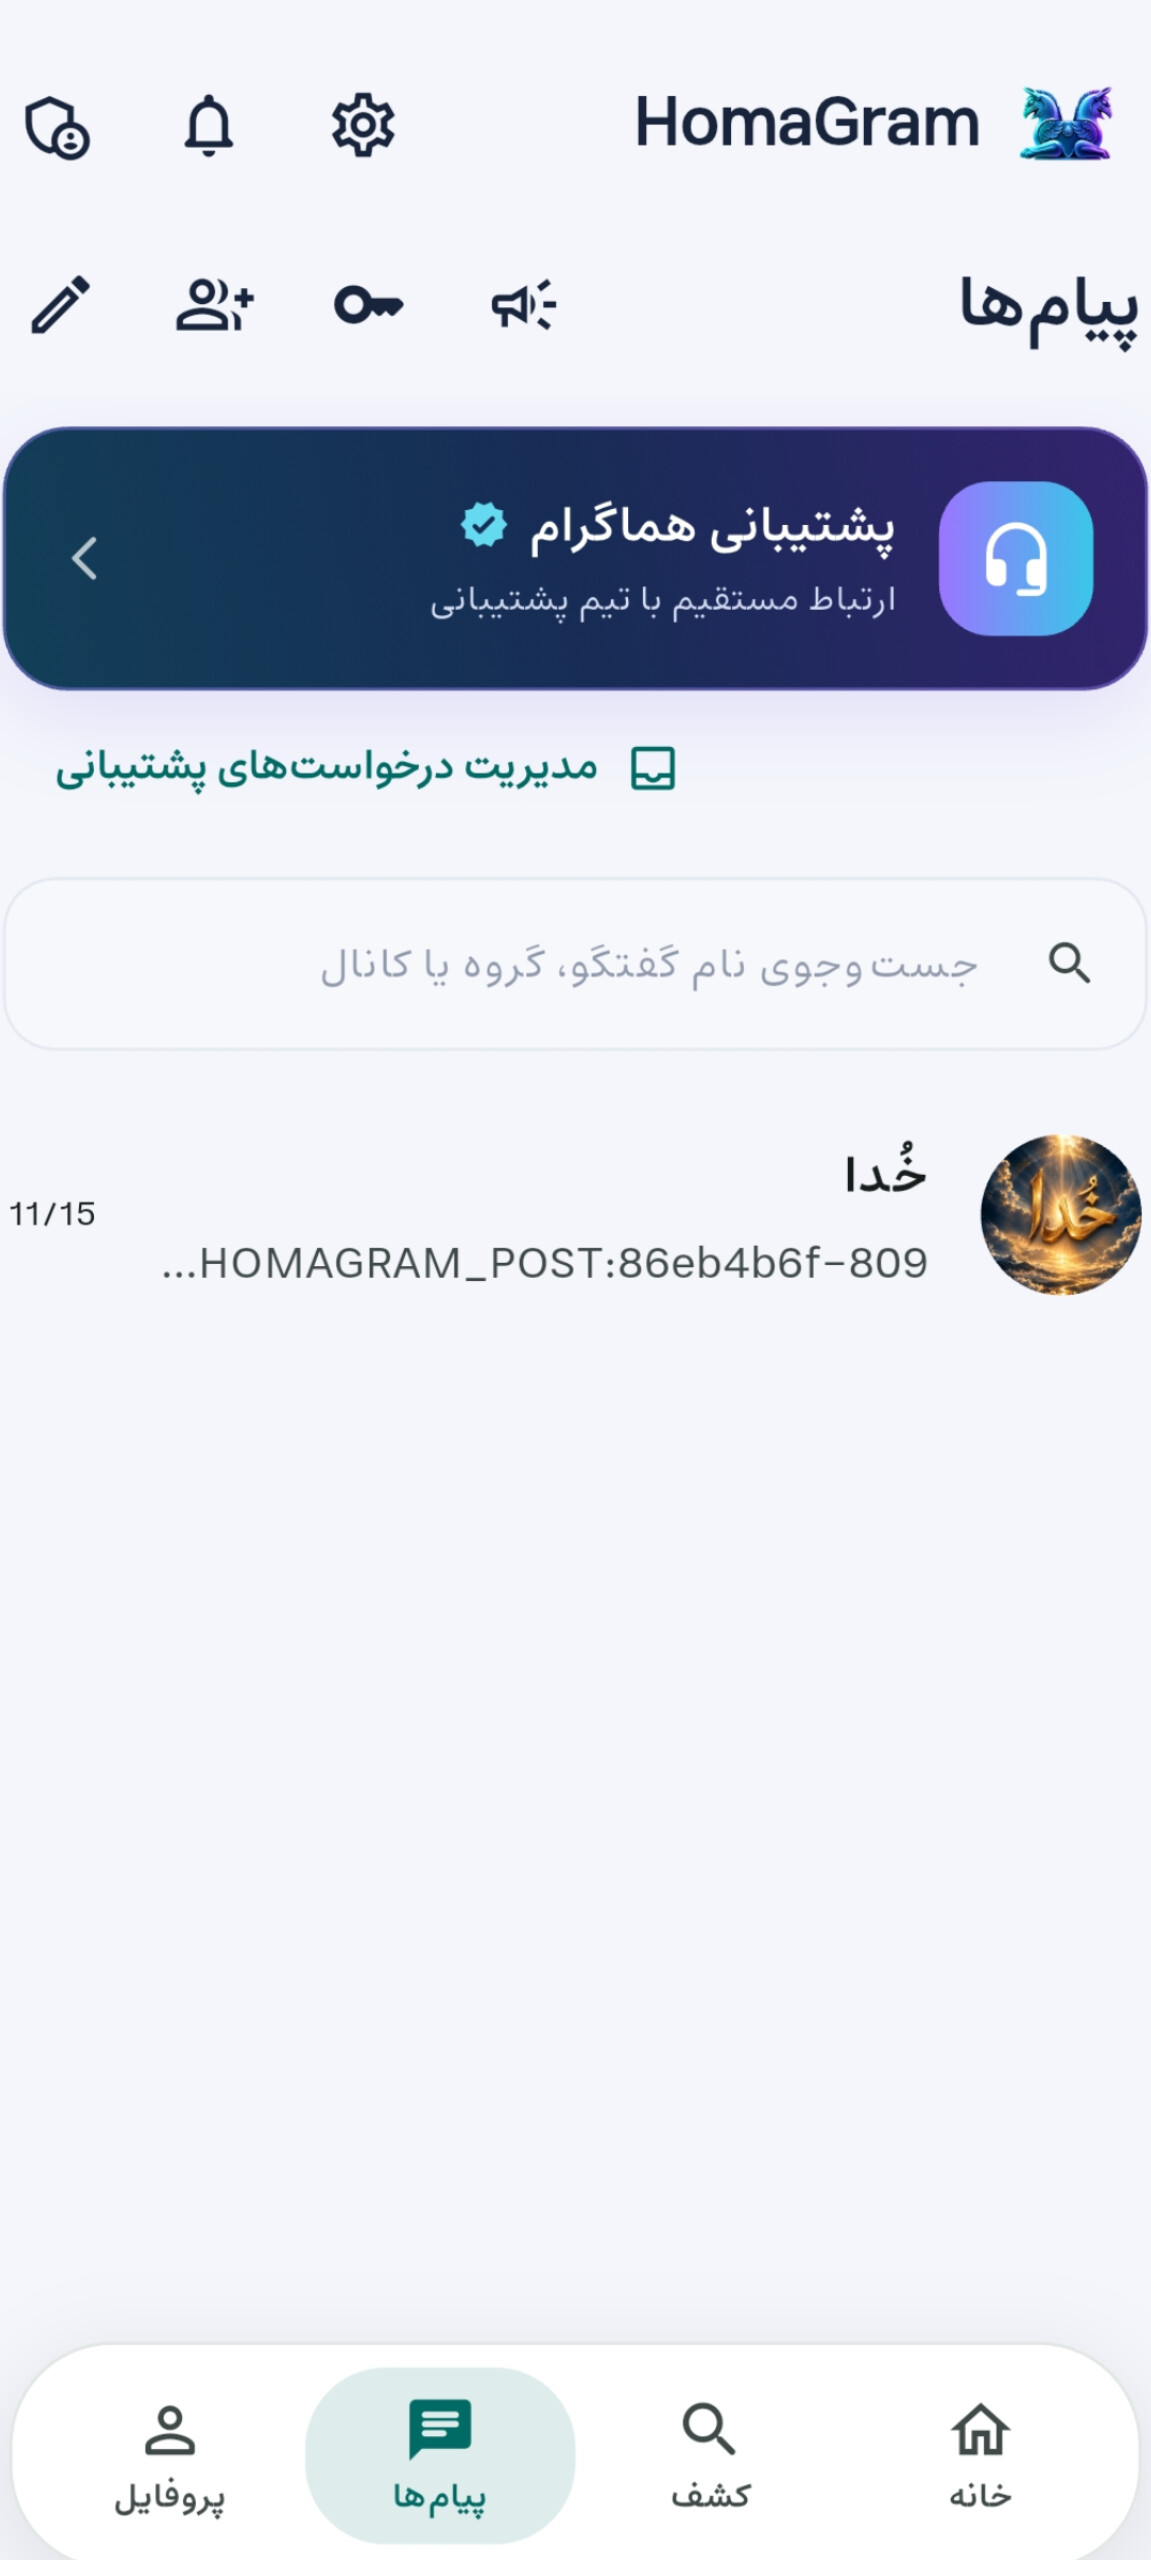 HomaGram
پیام‌ها
پشتیبانی هماگرام
ارتباط مستقیم با تیم پشتیبانی
مدیریت درخواست‌های پشتیبانی
جست‌وجوی نام گفتگو، گروه یا کانال
خُدا
خُدا
11/15
HOMAGRAM_POST:86eb4b6f-809...
خانه
کشف
پیام‌ها
پروفایل